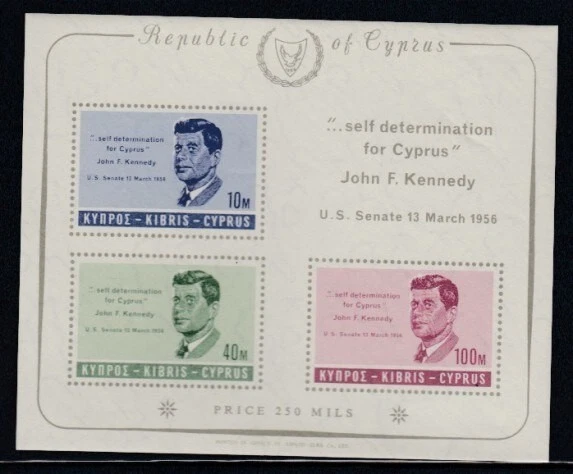 Republic of Cyprus
"...self determination
for Cyprus"
John F. Kennedy
U.S. Senate 13 March 1956
10M
ΚΥΠΡΟΣ - KIBRIS - CYPRUS
"...self determination
for Cyprus"
John F. Kennedy
U.S. Senate 13 March 1956
"...self determination
for Cyprus"
John F. Kennedy
U.S. Senate 13 March 1956
40M
ΚΥΠΡΟΣ - KIBRIS - CYPRUS
"...self determination
for Cyprus"
John F. Kennedy
U.S. Senate 13 March 1956
100M
ΚΥΠΡΟΣ - KIBRIS - CYPRUS
PRICE 250 MILS